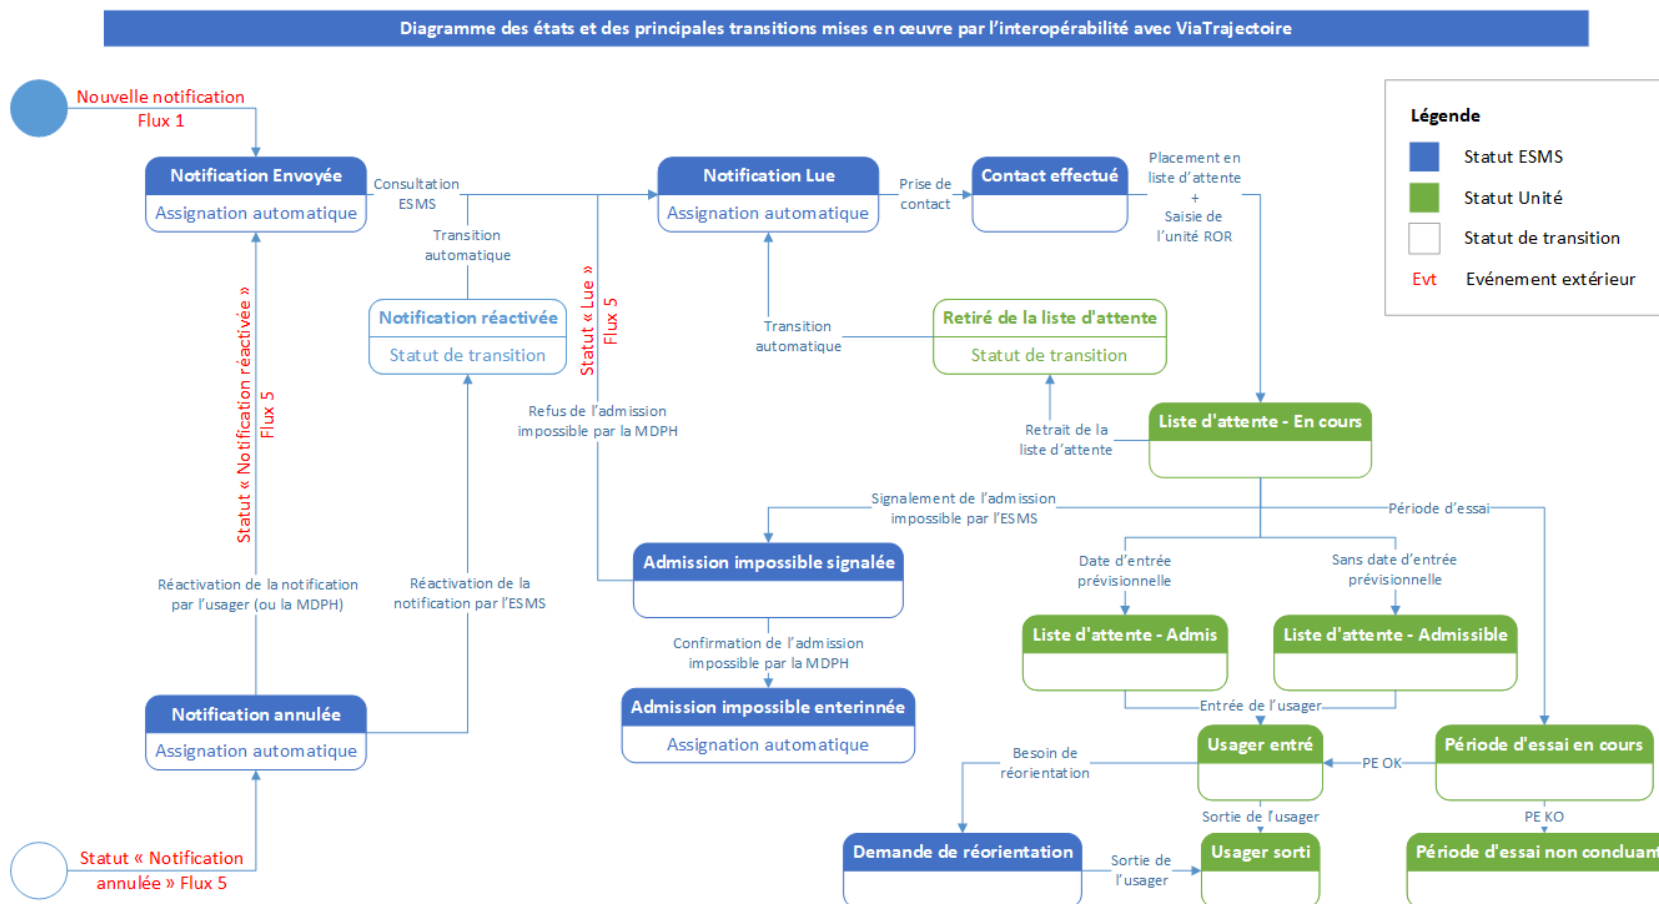 Diagramme des états et des principales transitions mises en œuvre par l'interopérabilité avec ViaTrajectoire
Nouvelle notification
Flux 1
Légende
Statut ESMS
Statut Unité
Statut de transition
Evt Evénement extérieur
Notification Envoyée
Assignation automatique
Consultation
ESMS
Notification Lue
Assignation automatique
Prise de
contact
Contact effectué
Placement en
liste d'attente
+
Saisie de
l'unité ROR
Transition
automatique
Statut « Notification réactivée »
Flux 5
Statut « Lue »
Flux 5
Notification réactivée
Statut de transition
Transition
automatique
Retiré de la liste d'attente
Statut de transition
Refus de l'admission
impossible par la MDPH
Retrait de la
liste d'attente
Liste d'attente - En cours
Signalement de l'admission
impossible par l'ESMS
Période d'essai
Admission impossible signalée
Date d'entrée
prévisionnelle
Sans date d'entrée
prévisionnelle
Réactivation de la notification
par l'usager (ou la MDPH)
Réactivation de la
notification par l'ESMS
Liste d'attente - Admis
Liste d'attente - Admissible
Confirmation de l'admission
impossible par la MDPH
Notification annulée
Assignation automatique
Admission impossible enterinnée
Assignation automatique
Entrée de l'usager
Usager entré
Période d'essai en cours
Besoin de
réorientation
PE OK
Sortie de l'usager
PE KO
Statut « Notification
annulée » Flux 5
Demande de réorientation
Sortie de
l'usager
Usager sorti
Période d'essai non concluant